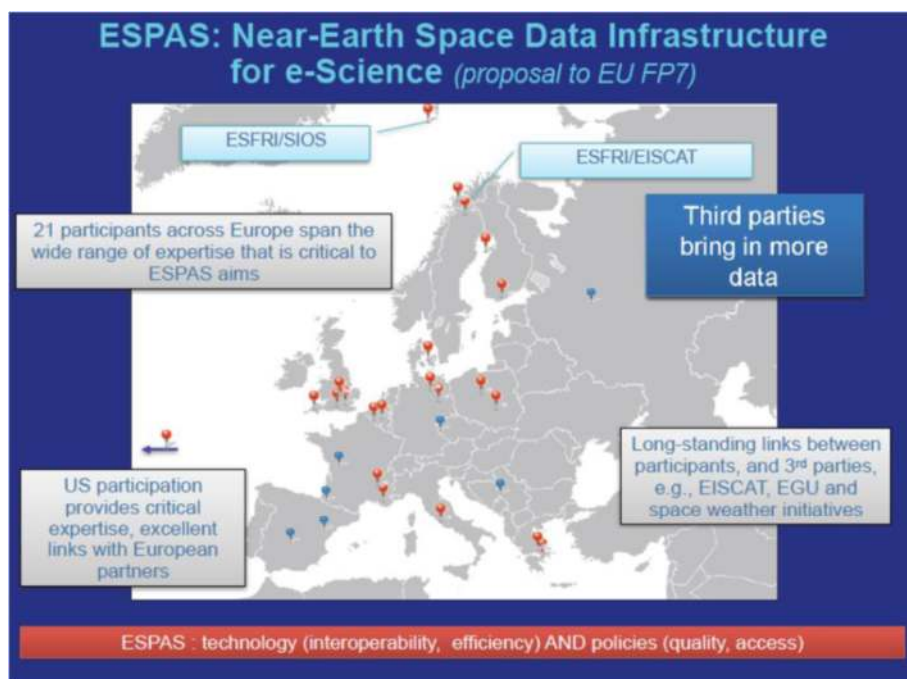 ESPAS: Near-Earth Space Data Infrastructure
for e-Science (proposal to EU FP7)
ESFRI/SIOS
ESFRI/EISCAT
21 participants across Europe span the
wide range of expertise that is critical to
ESPAS aims
Third parties
bring in more
data
US participation
provides critical
expertise, excellent
links with European
partners
Long-standing links between
participants, and 3rd parties,
e.g., EISCAT, EGU and
space weather initiatives
ESPAS : technology (interoperability, efficiency) AND policies (quality, access)